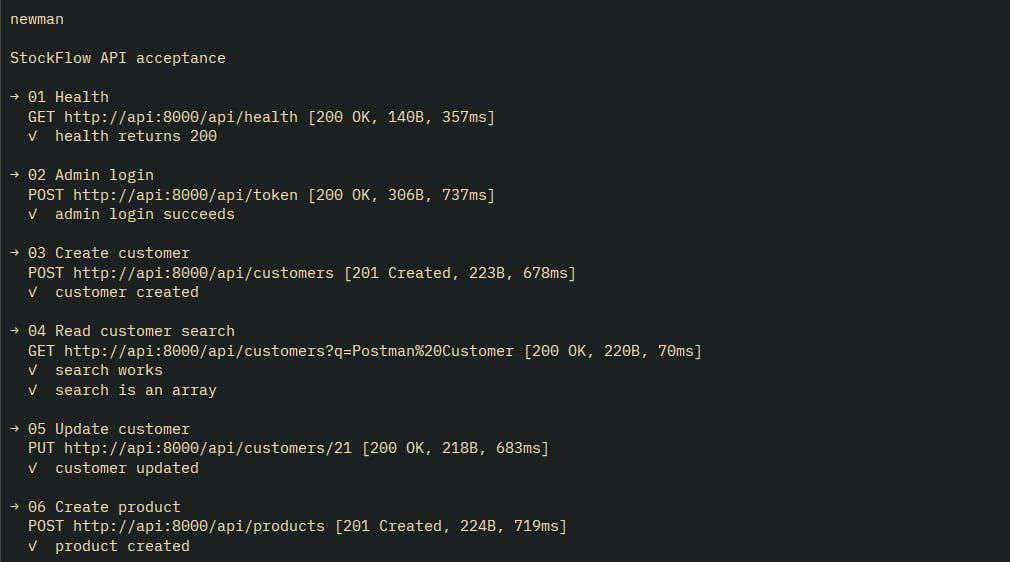 newman
StockFlow API acceptance
→ 01 Health
GET http://api:8000/api/health [200 OK, 140B, 357ms]
√ health returns 200
→ 02 Admin login
POST http://api:8000/api/token [200 OK, 306B, 737ms]
√ admin login succeeds
→ 03 Create customer
POST http://api:8000/api/customers [201 Created, 223B, 678ms]
√ customer created
→ 04 Read customer search
GET http://api:8000/api/customers?q=Postman%20Customer [200 OK, 220B, 70ms]
√ search works
√ search is an array
→ 05 Update customer
PUT http://api:8000/api/customers/21 [200 OK, 218B, 683ms]
√ customer updated
→ 06 Create product
POST http://api:8000/api/products [201 Created, 224B, 719ms]
√ product created